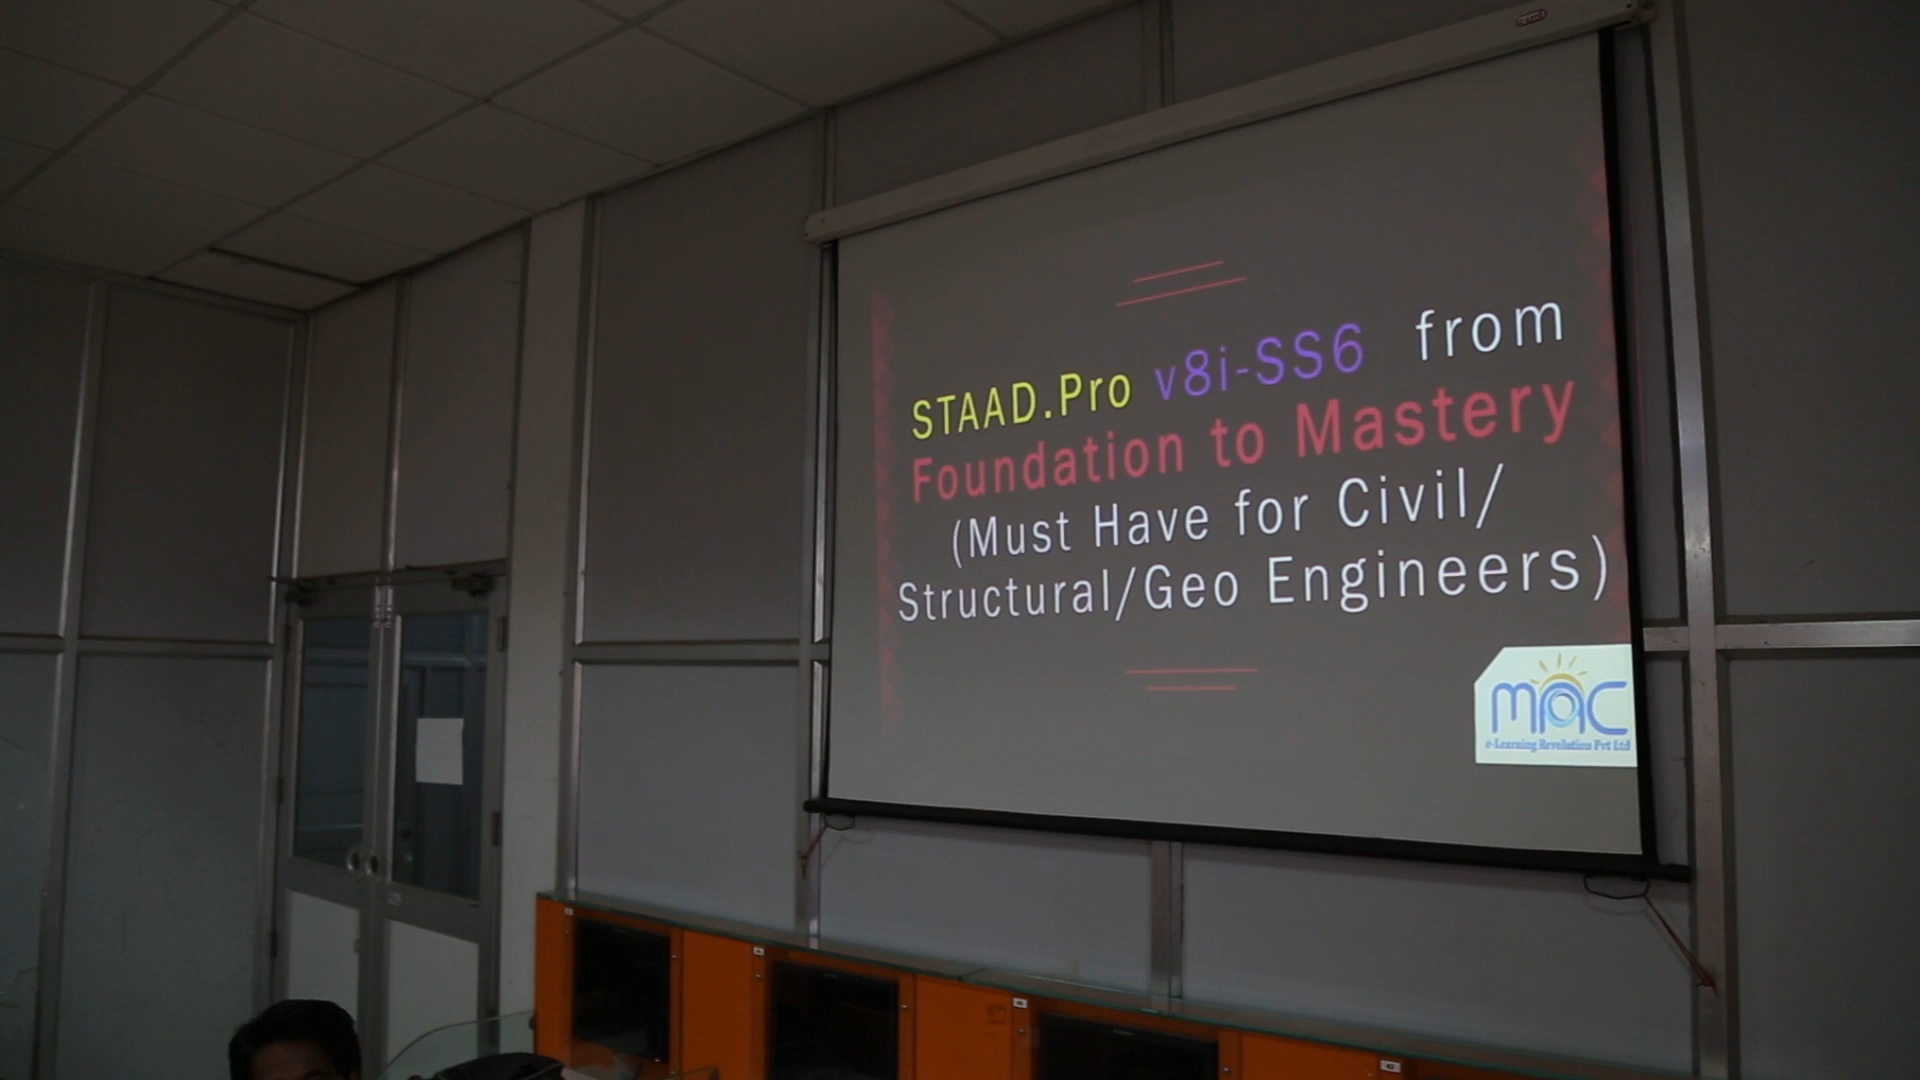 STAAD.Pro v8i-SS6 from
Foundation to Mastery
(Must Have for Civil/
Structural/Geo Engineers)
MAC
e-Learning Revolution Pvt Ltd